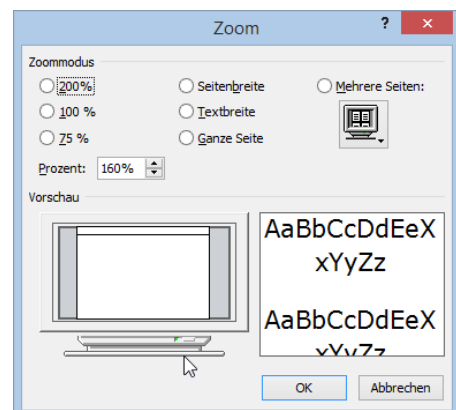 Zoom
?
Zoommodus
200% Seitenbreite Mehrere Seiten:
100 % Textbreite
75 % Ganze Seite
Prozent: 160%
Vorschau
AaBbCcDdEeX
xYyZz
AaBbCcDdEeX
xYyZz
OK Abbrechen